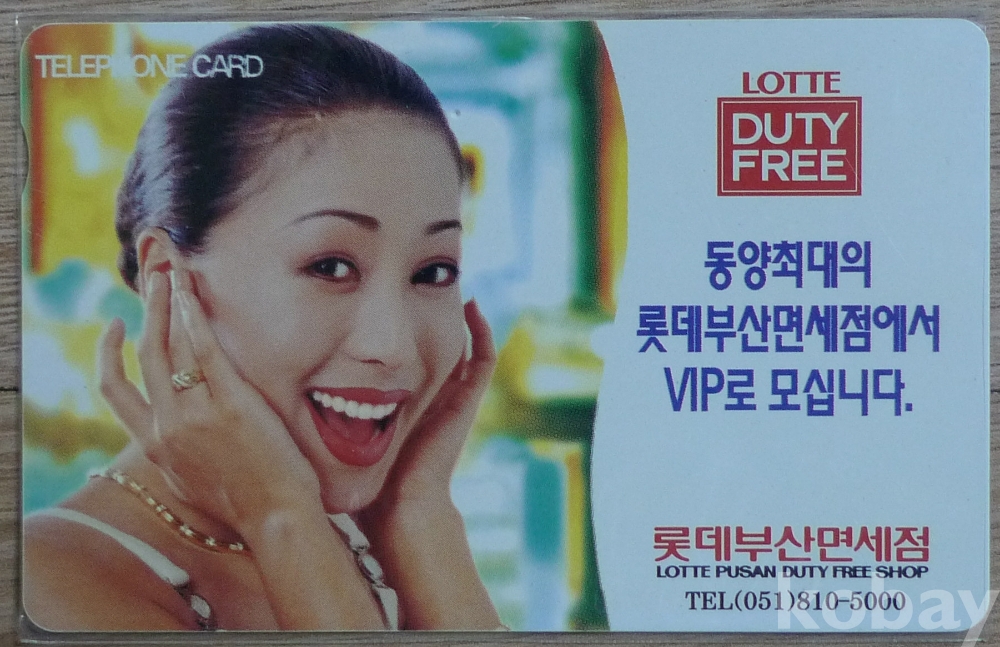 TELEPHONE CARD
LOTTE
DUTY
FREE
동양최대의
롯데부산면세점에서
VIP로 모십니다.
롯데부산면세점
LOTTE PUSAN DUTY FREE SHOP
TEL(051)810-5000
kobay